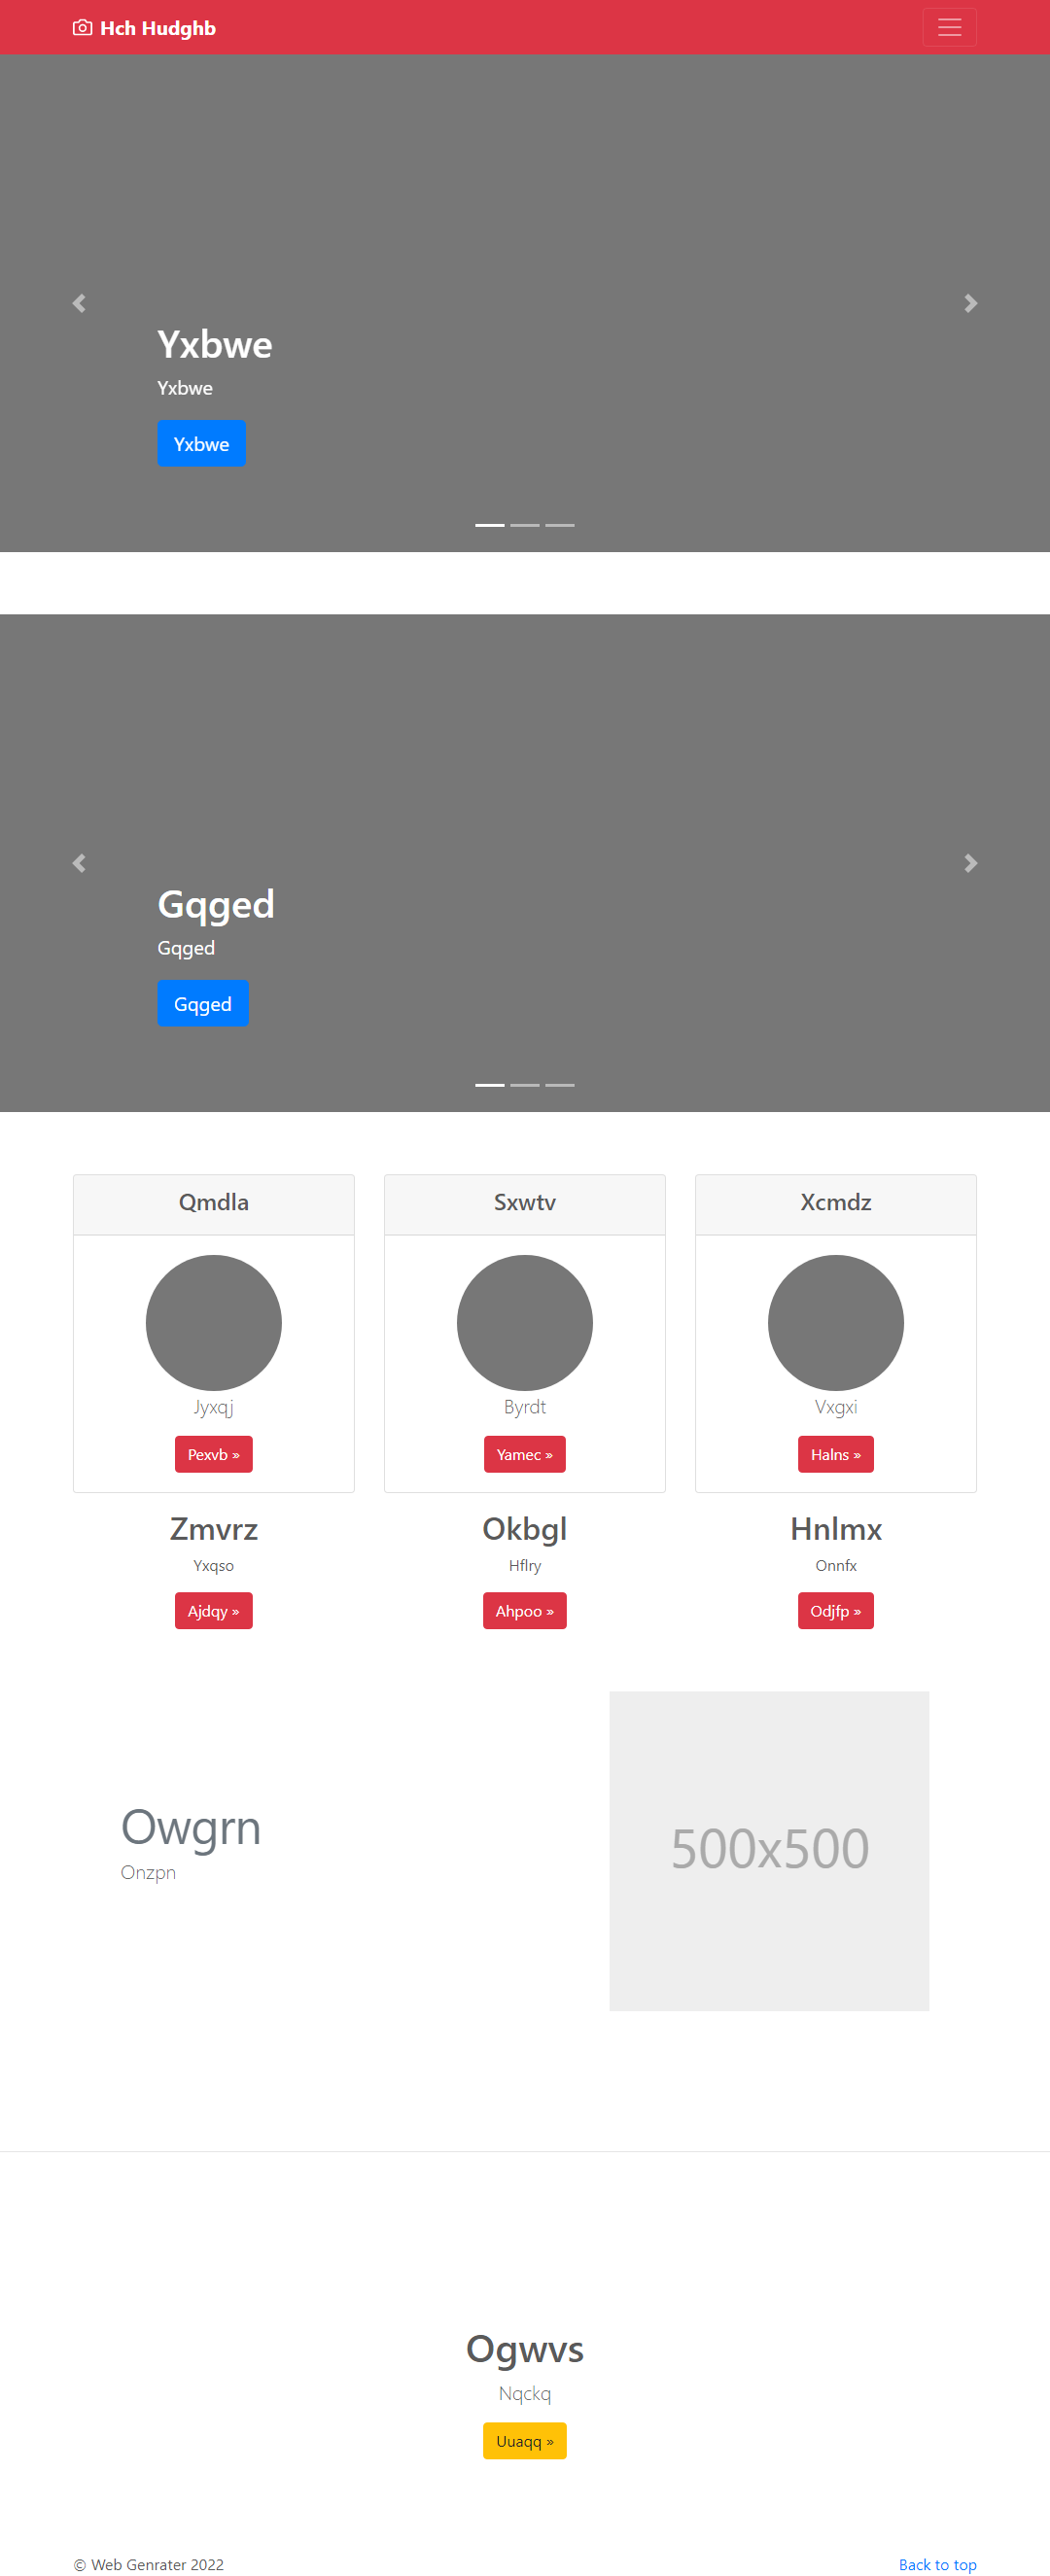 Hch Hudghb
Yxbwe
Yxbwe
Yxbwe
Gqged
Gqged
Gqged
Qmdla
Jyxqj
Pexvb »
Sxwtv
Byrdt
Yamec »
Xcmdz
Vxgxi
Halns »
Zmvrz
Yxqso
Ajdqy »
Okbgl
Hflry
Ahpoo »
Hnlmx
Onnfx
Odjfp »
Owgrn
Onzpn
500x500
Ogwvs
Nqckq
Uuaqq »
© Web Genrater 2022
Back to top